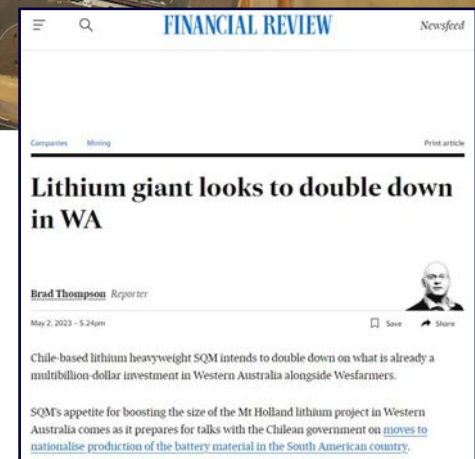 FINANCIAL REVIEW
Newsfeed
Companies
Mining
Print article
Lithium giant looks to double down
in WA
Brad Thompson Reporter
May 2, 2023 – 5.24pm
Save
Share
Chile-based lithium heavyweight SQM intends to double down on what is already a
multibillion-dollar investment in Western Australia alongside Wesfarmers.
SQM's appetite for boosting the size of the Mt Holland lithium project in Western
Australia comes as it prepares for talks with the Chilean government on moves to
nationalise production of the battery material in the South American country.